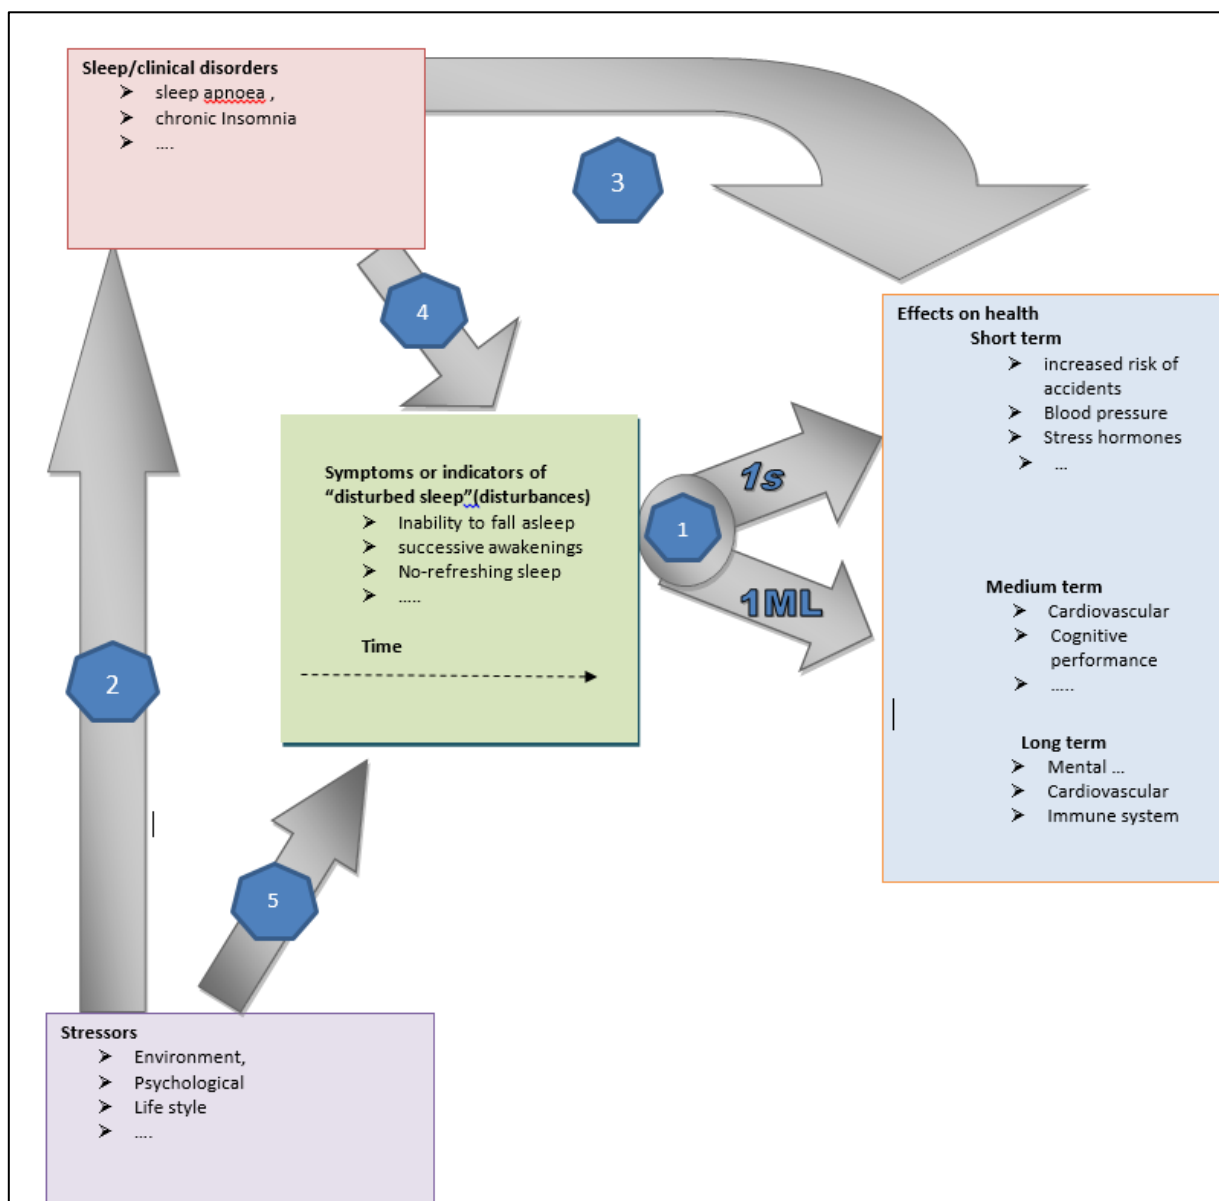 Sleep/clinical disorders
➤ sleep apnoea ,
➤ chronic Insomnia
➤ ....
3
4
Effects on health
Short term
➤ increased risk of
accidents
➤ Blood pressure
➤ Stress hormones
➤ ...
Symptoms or indicators of
“disturbed sleep”(disturbances)
➤ Inability to fall asleep
➤ successive awakenings
➤ No-refreshing sleep
➤ .....
Time
1s
1
1ML
Medium term
➤ Cardiovascular
➤ Cognitive
performance
➤ .....
Long term
➤ Mental ...
➤ Cardiovascular
➤ Immune system
2
5
Stressors
➤ Environment,
➤ Psychological
➤ Life style
➤ ....